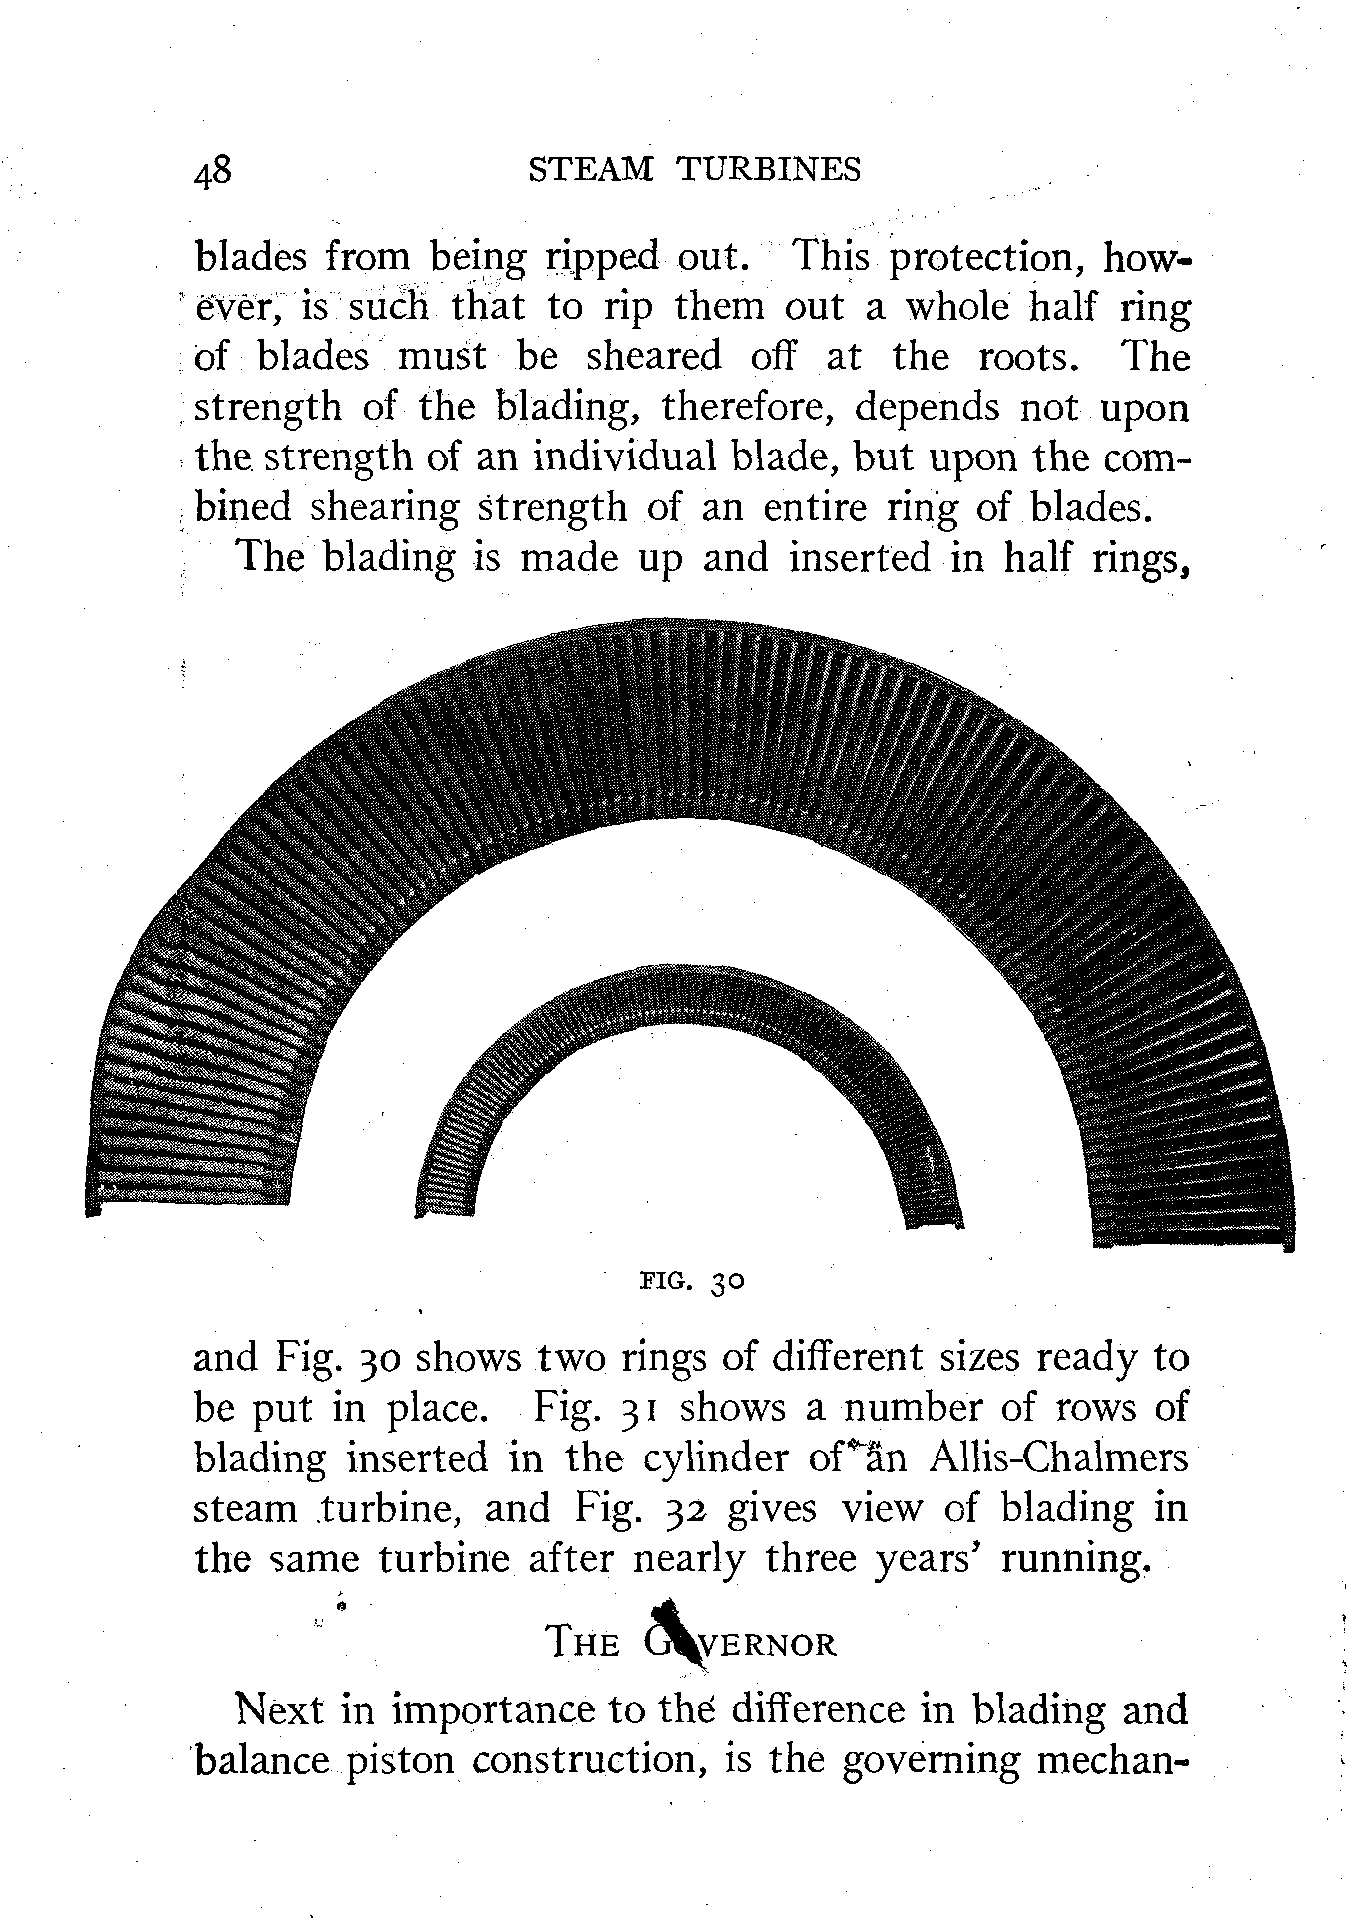 48 STEAM TURBINES
blades from being ripped out. This protection, how-
ever, is such that to rip them out a whole half ring
of blades must be sheared off at the roots. The
strength of the blading, therefore, depends not upon
the strength of an individual blade, but upon the com-
bined shearing strength of an entire ring of blades.
The blading is made up and inserted in half rings,
FIG. 30
and Fig. 30 shows two rings of different sizes ready to
be put in place. Fig. 31 shows a number of rows of
blading inserted in the cylinder of an Allis-Chalmers
steam turbine, and Fig. 32 gives view of blading in
the same turbine after nearly three years' running.
THE GOVERNOR
Next in importance to the difference in blading and
balance piston construction, is the governing mechan-